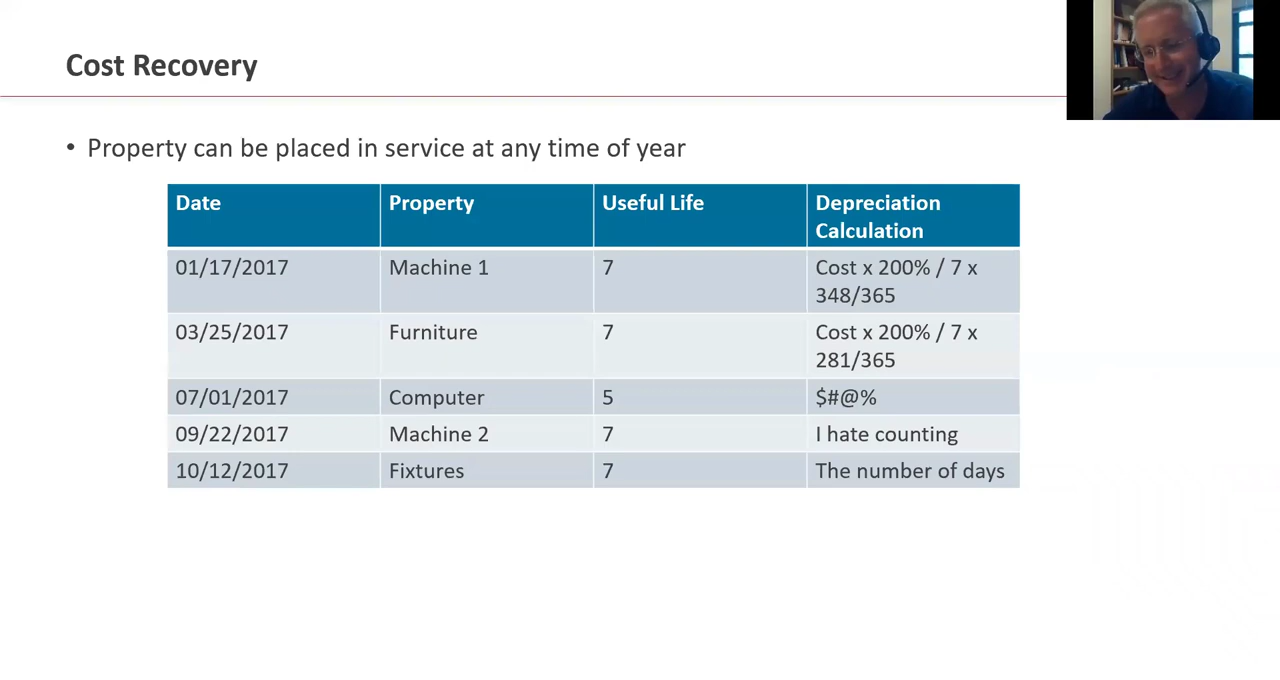 Cost Recovery
• Property can be placed in service at any time of year
Date Property Useful Life Depreciation
Calculation
01/17/2017 Machine 1 7 Cost x 200% / 7 x
348/365
03/25/2017 Furniture 7 Cost x 200% / 7 x
281/365
07/01/2017 Computer 5 $#@%
09/22/2017 Machine 2 7 I hate counting
10/12/2017 Fixtures 7 The number of days